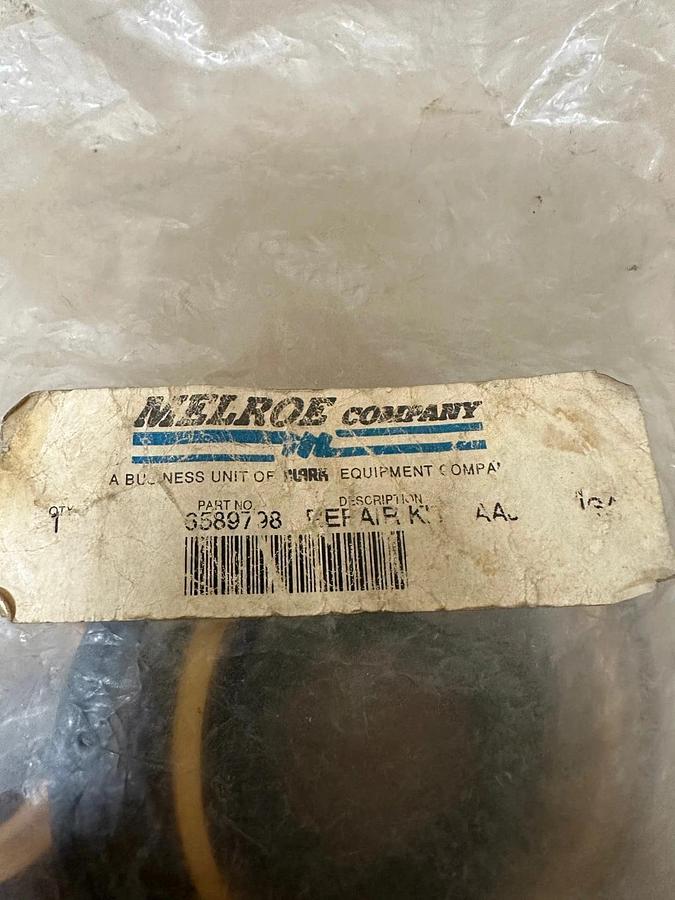 MELROE COMPANY
A BUSINESS UNIT OF CLARK EQUIPMENT COMPA
QTY PART NO. DESCRIPTION
1 6589798 REPAIR KIT